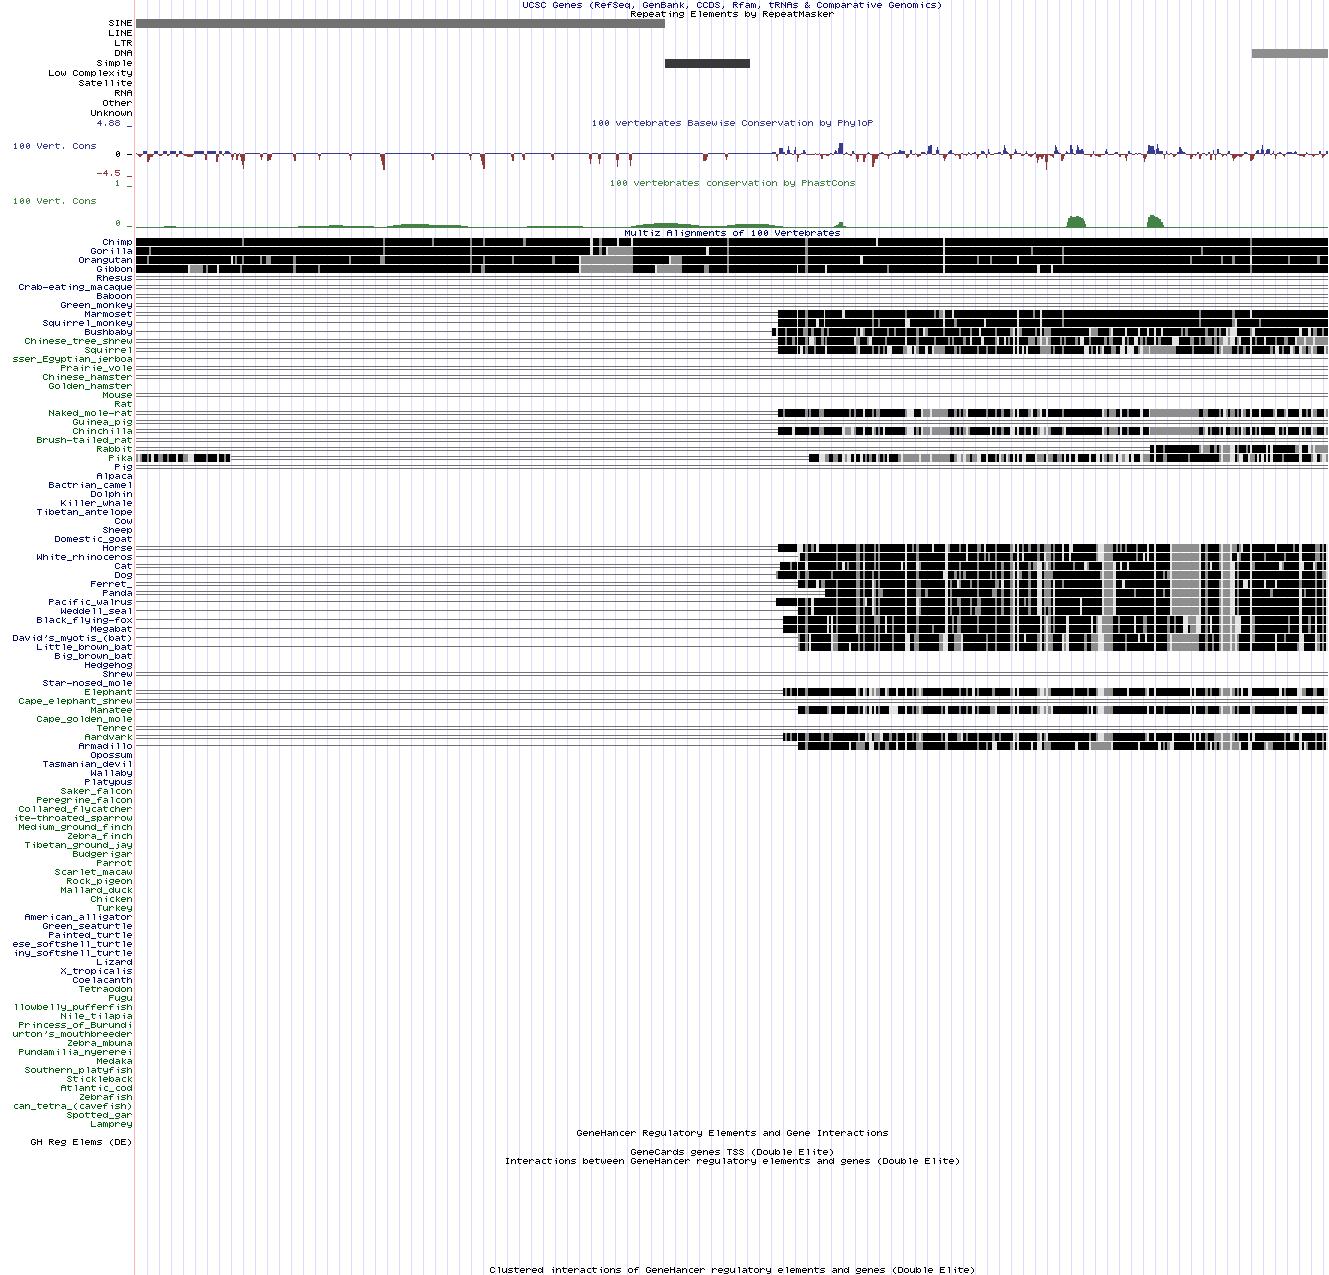 UCSC Genes (RefSeq, GenBank, CCDS, Rfam, tRNAs & Comparative Genomics)
Repeating Elements by RepeatMasker
SINE
LINE
LTR
DNA
Simple
Low Complexity
Satellite
RNA
Other
Unknown
4.88 _
100 vertebrates Basewise Conservation by PhyloP
100 Vert. Cons
0 _
-4.5 _
1 _
100 vertebrates conservation by PhastCons
100 Vert. Cons
0 _
Multiz Alignments of 100 Vertebrates
Chimp
Gorilla
Orangutan
Gibbon
Rhesus
Crab-eating_macaque
Baboon
Green_monkey
Marmoset
Squirrel_monkey
Bushbaby
Chinese_tree_shrew
Squirrel
sser_Egyptian_jerboa
Prairie_vole
Chinese_hamster
Golden_hamster
Mouse
Rat
Naked_mole-rat
Guinea_pig
Chinchilla
Brush-tailed_rat
Rabbit
Pika
Pig
Alpaca
Bactrian_camel
Dolphin
Killer_whale
Tibetan_antelope
Cow
Sheep
Domestic_goat
Horse
White_rhinoceros
Cat
Dog
Ferret_
Panda
Pacific_walrus
Weddell_seal
Black_flying-fox
Megabat
David's_myotis_(bat)
Little_brown_bat
Big_brown_bat
Hedgehog
Shrew
Star-nosed_mole
Elephant
Cape_elephant_shrew
Manatee
Cape_golden_mole
Tenrec
Aardvark
Armadillo
Opossum
Tasmanian_devil
Wallaby
Platypus
Saker_falcon
Peregrine_falcon
Collared_flycatcher
ite-throated_sparrow
Medium_ground_finch
Zebra_finch
Tibetan_ground_jay
Budgerigar
Parrot
Scarlet_macaw
Rock_pigeon
Mallard_duck
Chicken
Turkey
American_alligator
Green_seaturtle
Painted_turtle
ese_softshell_turtle
iny_softshell_turtle
Lizard
X_tropicalis
Coelacanth
Tetraodon
Fugu
llowbelly_pufferfish
Nile_tilapia
Princess_of_Burundi
urton's_mouthbreeder
Zebra_mbuna
Pundamilia_nyererei
Medaka
Southern_platyfish
Stickleback
Atlantic_cod
Zebrafish
can_tetra_(cavefish)
Spotted_gar
Lamprey
GeneHancer Regulatory Elements and Gene Interactions
GH Reg Elems (DE)
GeneCards genes TSS (Double Elite)
Interactions between GeneHancer regulatory elements and genes (Double Elite)
Clustered interactions of GeneHancer regulatory elements and genes (Double Elite)